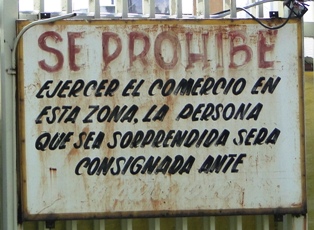 SE PROHIBE
EJERCER EL COMERCIO EN
ESTA ZONA, LA PERSONA
QUE SEA SORPRENDIDA SERA
CONSIGNADA ANTE